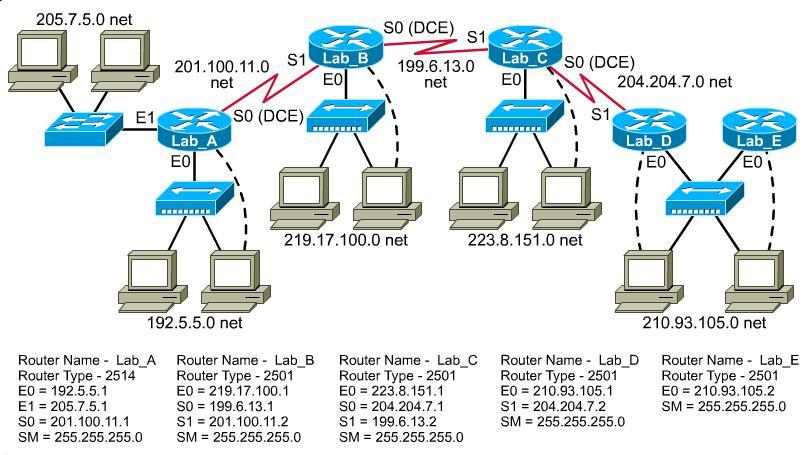 205.7.5.0 net
S0 (DCE)
S1
S0 (DCE)
201.100.11.0
net
S1
Lab_B
199.6.13.0
net
Lab_C
204.204.7.0 net
E0
E0
E1
S0 (DCE)
S1
Lab_A
Lab_D
Lab_E
E0
E0
E0
219.17.100.0 net
223.8.151.0 net
192.5.5.0 net
210.93.105.0 net
Router Name - Lab_A
Router Type - 2514
E0 = 192.5.5.1
E1 = 205.7.5.1
S0 = 201.100.11.1
SM = 255.255.255.0
Router Name - Lab_B
Router Type - 2501
E0 = 219.17.100.1
S0 = 199.6.13.1
S1 = 201.100.11.2
SM = 255.255.255.0
Router Name - Lab_C
Router Type - 2501
E0 = 223.8.151.1
S0 = 204.204.7.1
S1 = 199.6.13.2
SM = 255.255.255.0
Router Name - Lab_D
Router Type - 2501
E0 = 210.93.105.1
S1 = 204.204.7.2
SM = 255.255.255.0
Router Name - Lab_E
Router Type - 2501
E0 = 210.93.105.2
SM = 255.255.255.0